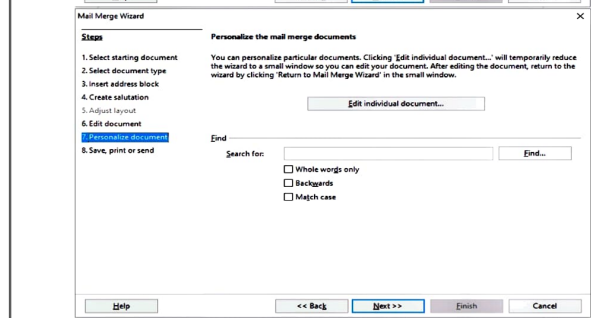 Mail Merge Wizard
Steps
1. Select starting document
2. Select document type
3. Insert address block
4. Create salutation
5. Adjust layout
6. Edit document
7. Personalize document
8. Save, print or send
Personalize the mail merge documents
You can personalize particular documents. Clicking 'Edit individual document...' will temporarily reduce
the wizard to a small window so you can edit your document. After editing the document, return to the
wizard by clicking 'Return to Mail Merge Wizard' in the small window.
Edit individual document...
Find
Search for:
Find...
Whole words only
Backwards
Match case
Help
<< Back
Next >>
Finish
Cancel